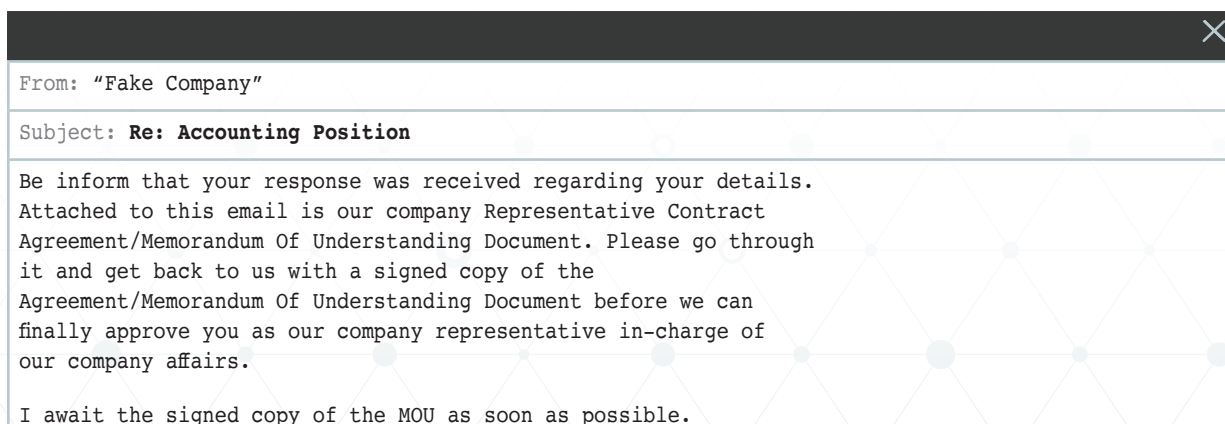 From: “Fake Company”
Subject: Re: Accounting Position
Be inform that your response was received regarding your details.
Attached to this email is our company Representative Contract
Agreement/Memorandum Of Understanding Document. Please go through
it and get back to us with a signed copy of the
Agreement/Memorandum Of Understanding Document before we can
finally approve you as our company representative in-charge of
our company affairs.
I await the signed copy of the MOU as soon as possible.